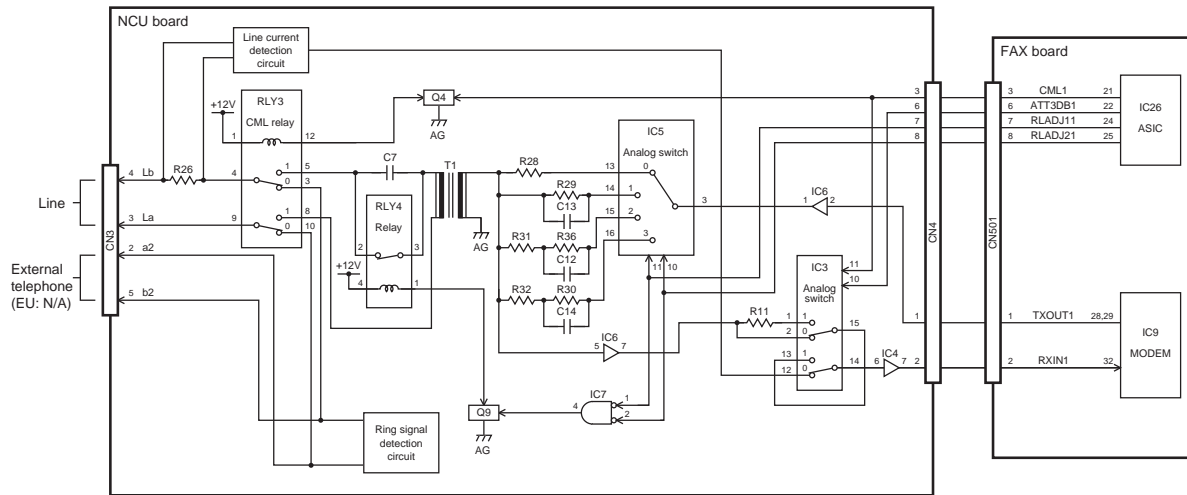 NCU board
FAX board
Line current
detection
circuit
+12V
RLY3
CML relay
1
12
Q4
AG
3
6
7
8
3
6
7
8
CML1
ATT3DB1
RLADJ11
RLADJ21
21
22
24
25
IC26
ASIC
IC5
Analog switch
C7
T1
R28
13
0
4
Lb
R26
4
1
5
0
3
R29
14
1
IC6
1
2
3
Line
RLY4
Relay
C13
15
2
3
La
9
1
8
0
10
AG
R31
R36
16
3
CN3
CN4
CN501
2
a2
2
3
C12
11
10
IC3
Analog
switch
11
10
External
telephone
(EU: N/A)
+12V
4
1
R32
R30
C14
5
b2
R11
1
1
2
0
15
1
1
TXOUT1
28,29
IC9
MODEM
IC6
5
7
13
1
12
0
14
IC4
6
7
2
2
RXIN1
32
IC7
4
1
2
Q9
AG
Ring signal
detection
circuit